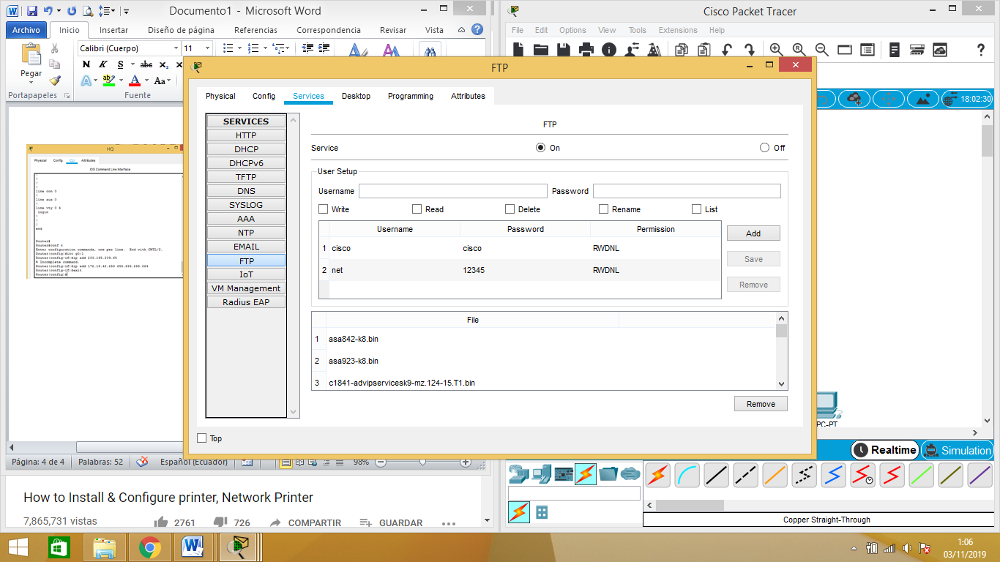 Documento1 - Microsoft Word
Archivo Inicio Insertar Diseño de página Referencias Correspondencia Revisar Vista
Calibri (Cuerpo) 11
Pegar
N K S abc x₂ x
A ab A Aa
Portapapeles Fuente
HQ
Physical Config CLI Attributes
IOS Command Line Interface
!
!
!
line con 0
!
line aux 0
!
line vty 0 4
login
!
!
!
end
Router#
Router#conf t
Enter configuration commands, one per line. End with CNTL/Z.
Router(config)#int g0/1
Router(config-if)#ip add 200.165.239.65
% Incomplete command.
Router(config-if)#ip add 172.16.42.253 255.255.255.224
Router(config-if)#exit
Router(config)#
Página: 4 de 4 Palabras: 52 Español (Ecuador) 98%
How to Install & Configure printer, Network Printer
7,865,731 vistas 2761 726 COMPARTIR GUARDAR
Cisco Packet Tracer
File Edit Options View Tools Extensions Help
18:02:30
FTP
Physical Config Services Desktop Programming Attributes
SERVICES
HTTP
DHCP
DHCPv6
TFTP
DNS
SYSLOG
AAA
NTP
EMAIL
FTP
IoT
VM Management
Radius EAP
FTP
Service On Off
User Setup
Username Password
Write Read Delete Rename List
Username Password Permission
1 cisco cisco RWDNL
2 net 12345 RWDNL
Add
Save
Remove
File
1 asa842-k8.bin
2 asa923-k8.bin
3 c1841-advipservicesk9-mz.124-15.T1.bin
Remove
Top
PC-PT
Realtime Simulation
Copper Straight-Through
1:06
03/11/2019